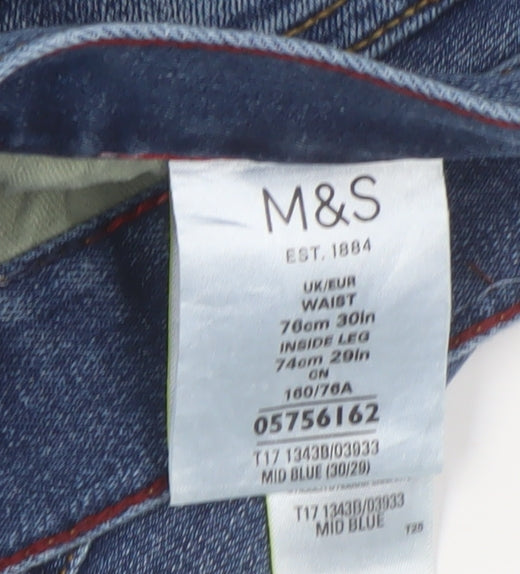 M&S
EST. 1884
UK/EUR
WAIST
76cm 30in
INSIDE LEG
74cm 29in
CN
160/76A
05756162
T17 1343B/03933
MID BLUE (30/29)
T17 1343B/03933
MID BLUE
T25